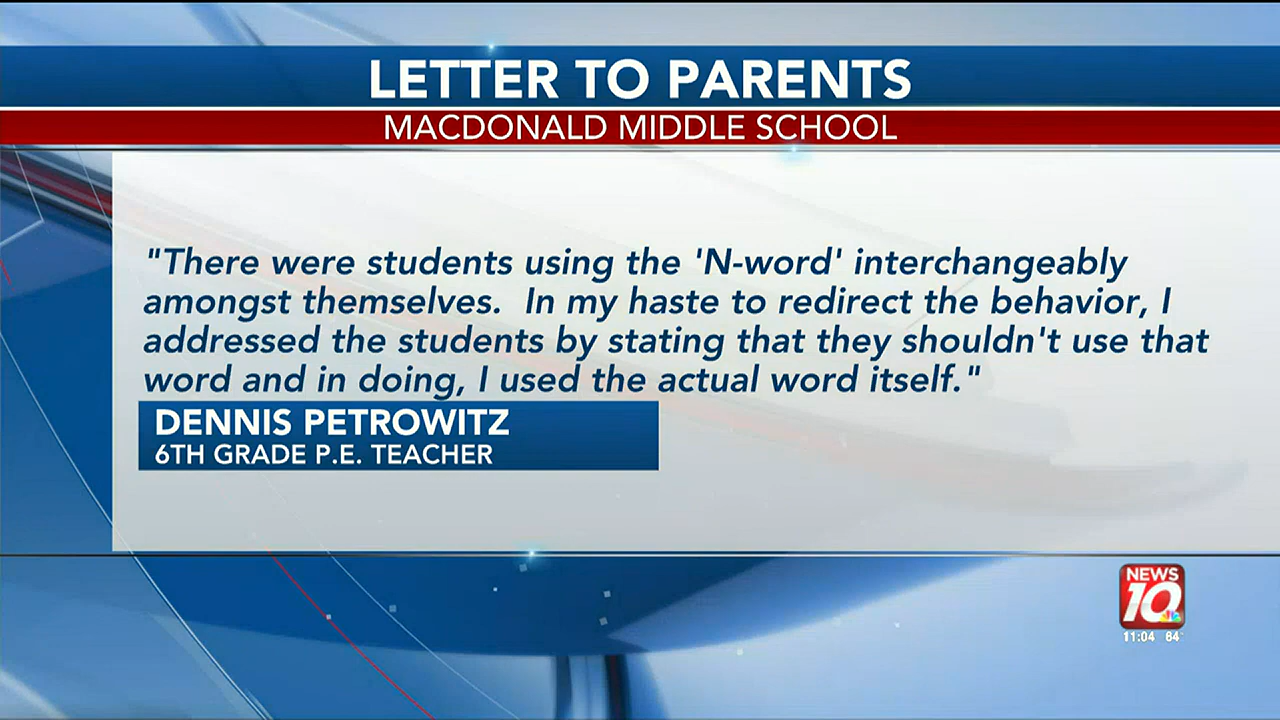 LETTER TO PARENTS
MACDONALD MIDDLE SCHOOL
"There were students using the 'N-word' interchangeably
amongst themselves.  In my haste to redirect the behavior, I
addressed the students by stating that they shouldn't use that
word and in doing, I used the actual word itself."
DENNIS PETROWITZ
6TH GRADE P.E. TEACHER
NEWS
10
11:04 64°